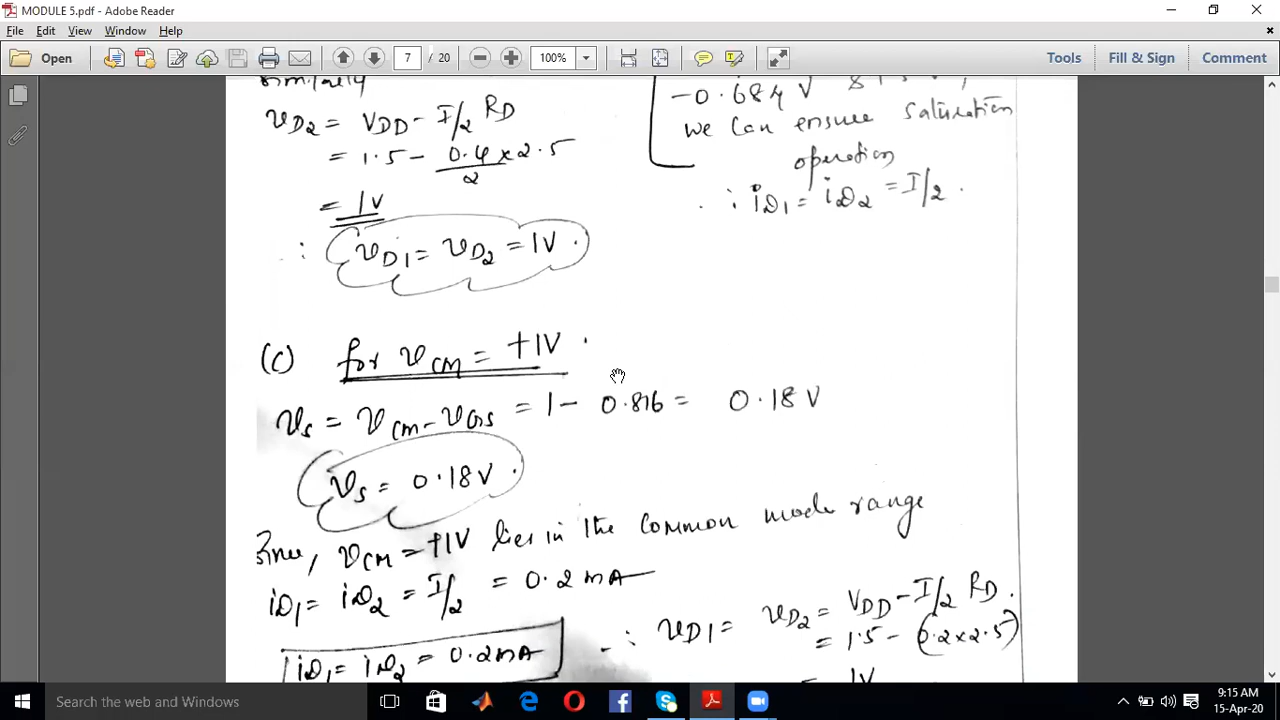 MODULE 5.pdf - Adobe Reader
File Edit View Window Help
Open 7 / 20 100% Tools Fill & Sign Comment
Similarly
VD2 = VDD - I/2 RD
= 1.5 - 0.4 x 2.5
2
= 1V
∴ VD1 = VD2 = 1V.
-0.684 V &
we can ensure saturation
operation
∴ iD1 = iD2 = I/2.
(c) for VCM = +1V.
Vs = VCM - VGS = 1 - 0.816 = 0.18 V
Vs = 0.18V.
Since, VCM = +1V lies in the common mode range
iD1 = iD2 = I/2 = 0.2 mA
iD1 = iD2 = 0.2mA
∴ VD1 = VD2 = VDD - I/2 RD.
= 1.5 - (0.2x2.5)
= 1V
Search the web and Windows
9:15 AM
15-Apr-20